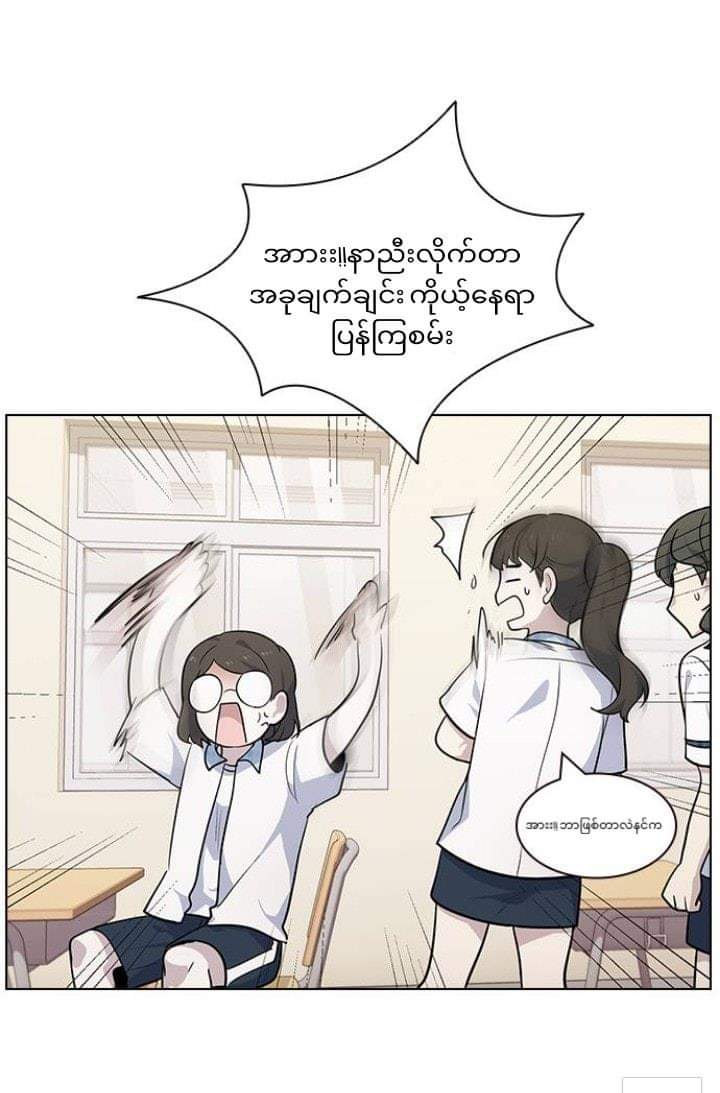 အာားး။နာညီးလိုက်တာ
အခုချက်ချင်း ကိုယ့်နေရာ
ပြန်ကြစမ်း
အားး။ ဘာဖြစ်တာလဲနင်က